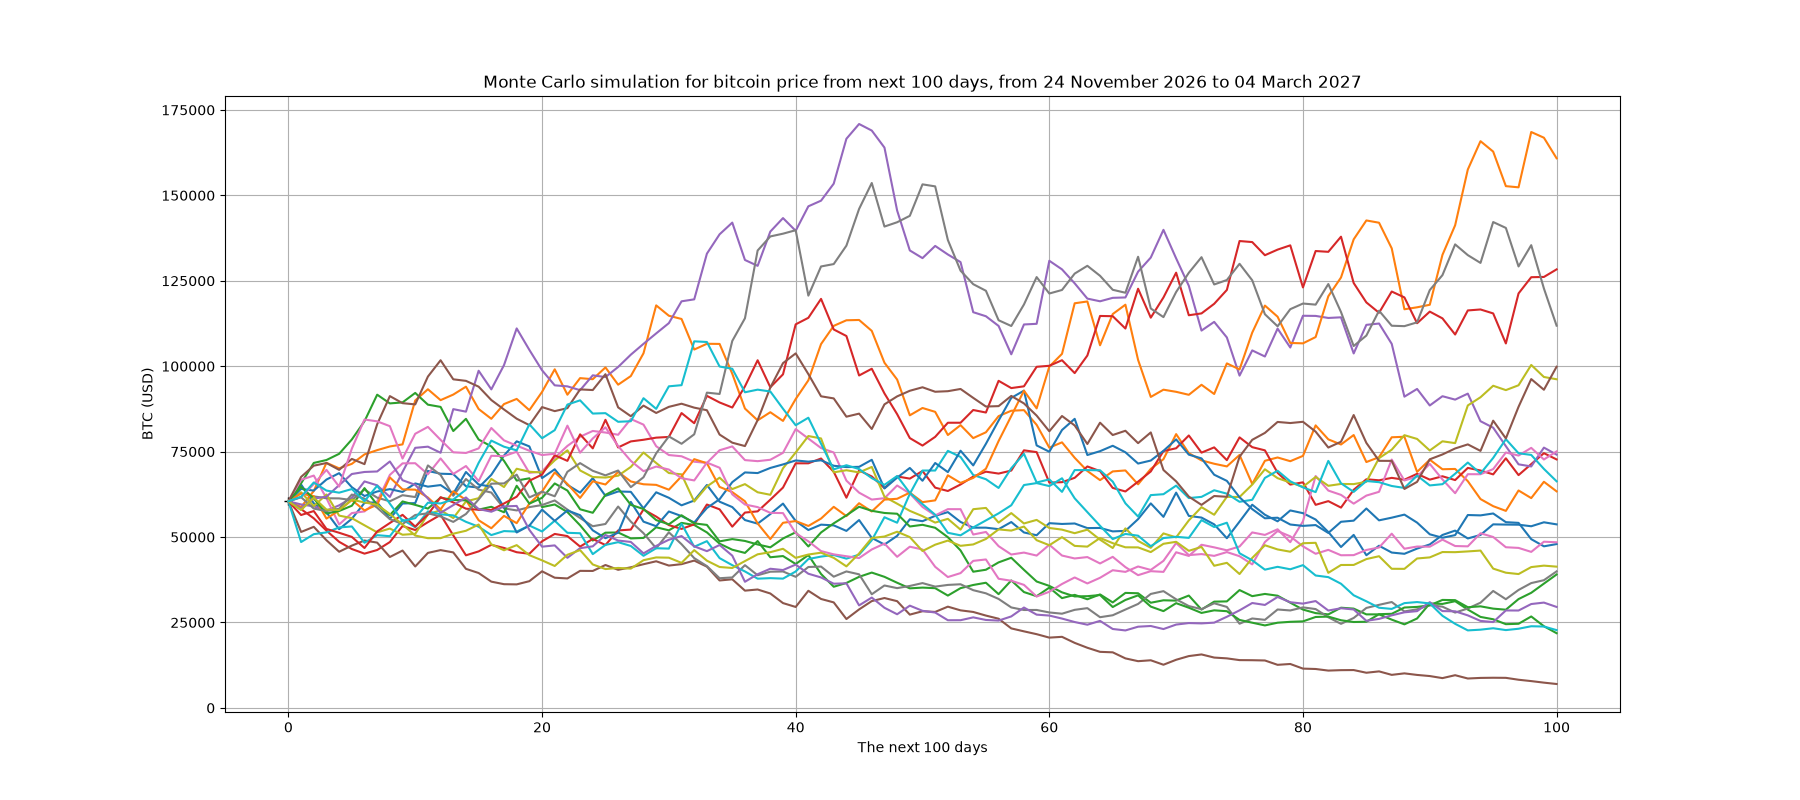 Monte Carlo simulation for bitcoin price from next 100 days, from 24 November 2026 to 04 March 2027
175000
150000
125000
100000
75000
50000
25000
0
BTC (USD)
0 20 40 60 80 100
The next 100 days